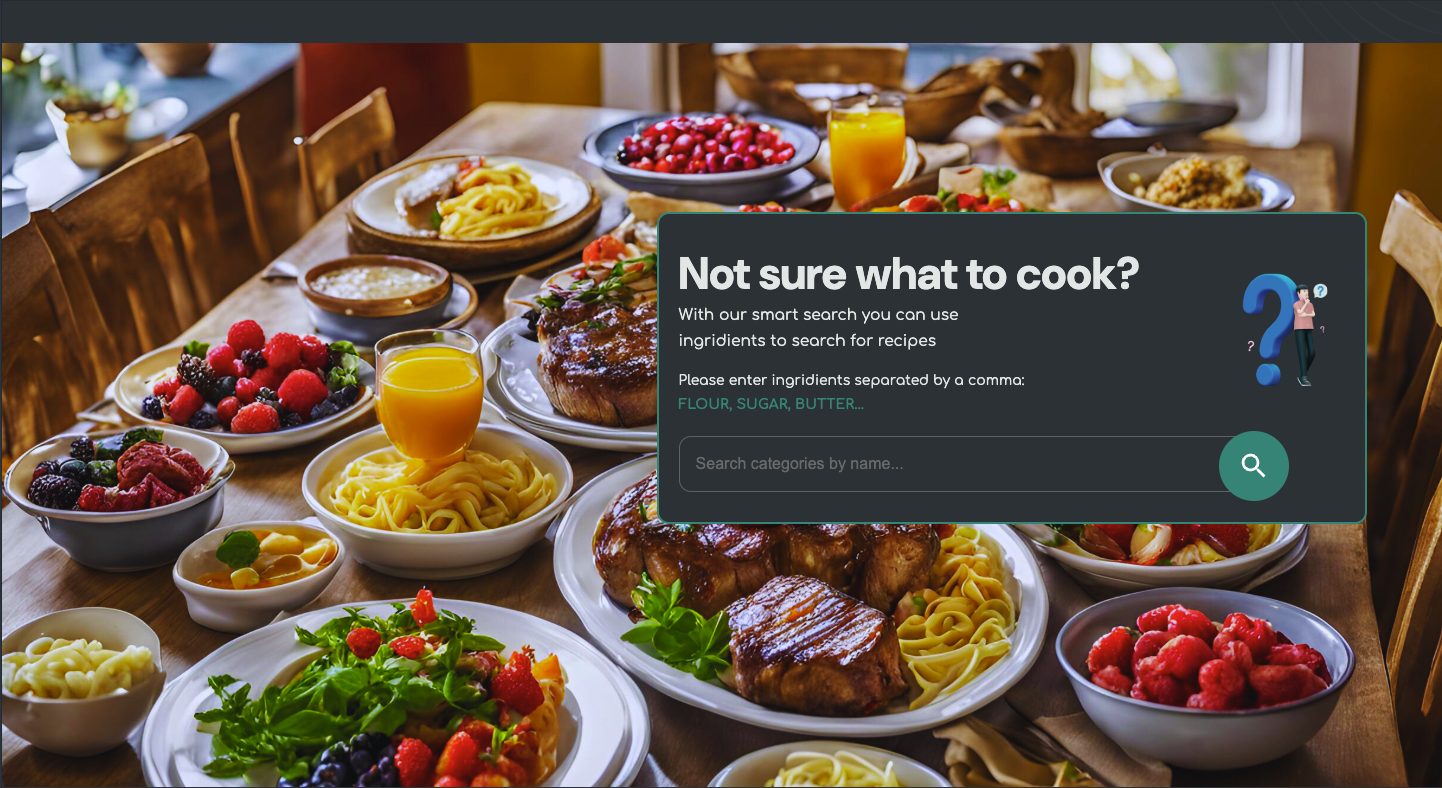 Not sure what to cook?
With our smart search you can use
ingridients to search for recipes
Please enter ingridients separated by a comma:
FLOUR, SUGAR, BUTTER...
Search categories by name...